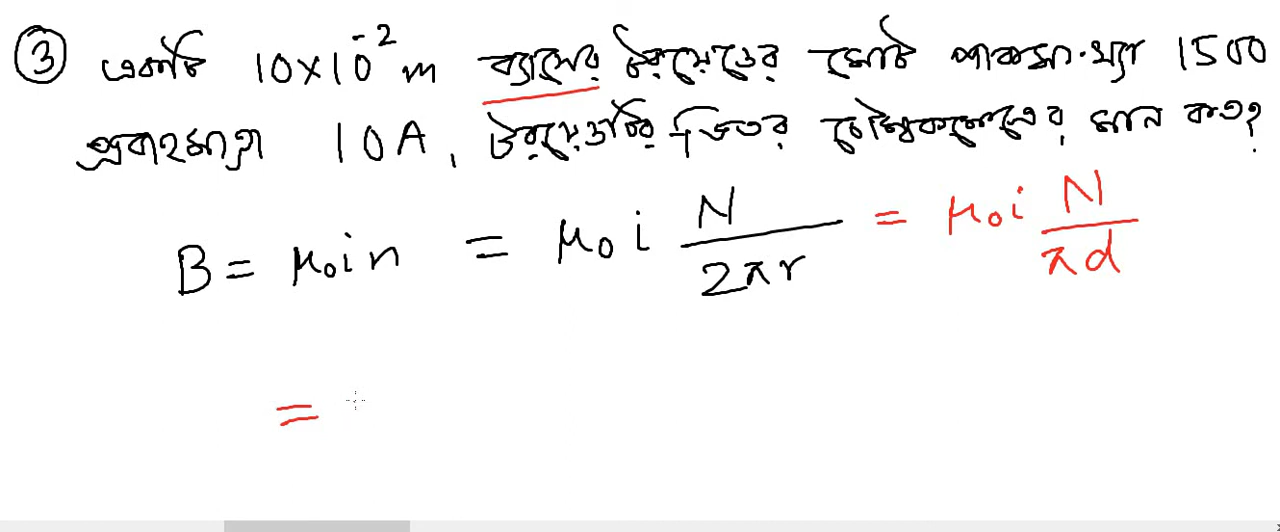 ③ একটি 10×10⁻² m ব্যাসের টরয়েডের মোট পাকসংখ্যা 1500
প্রবাহমাত্রা 10A, টরয়েডটির ভিতর চৌম্বকক্ষেত্রের মান কত?
B = μ₀in = μ₀i N/2πr = μ₀i N/πd
=